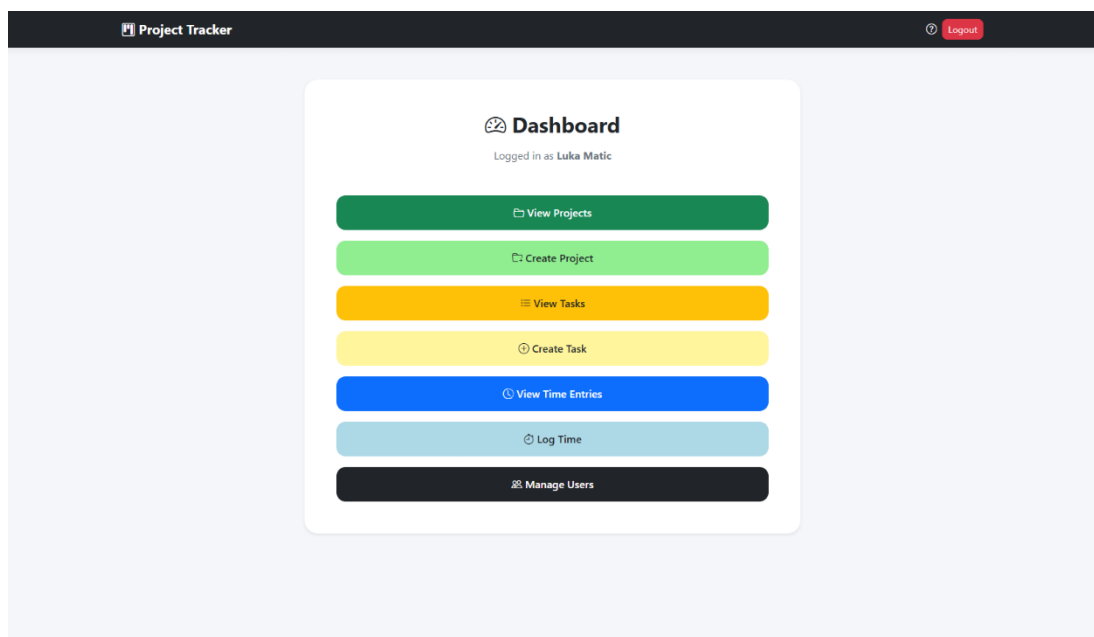 Project Tracker
Logout
Dashboard
Logged in as Luka Matic
View Projects
Create Project
View Tasks
Create Task
View Time Entries
Log Time
Manage Users